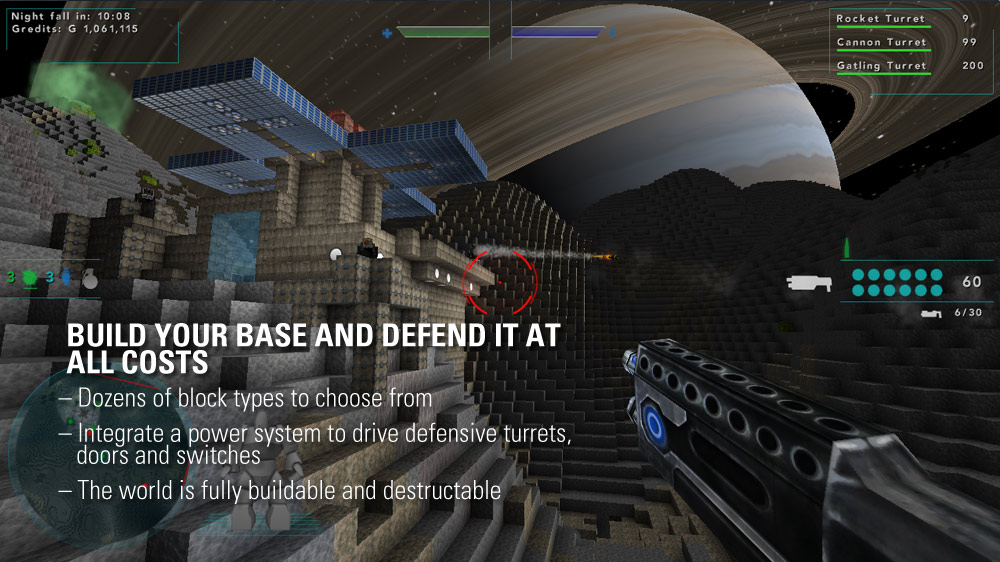 Night fall in: 10:08
Gredits: G 1,061,115
Rocket Turret 9
Cannon Turret 99
Gatling Turret 200
3 3
60
6/30
BUILD YOUR BASE AND DEFEND IT AT
ALL COSTS
– Dozens of block types to choose from
– Integrate a power system to drive defensive turrets,
doors and switches
– The world is fully buildable and destructable